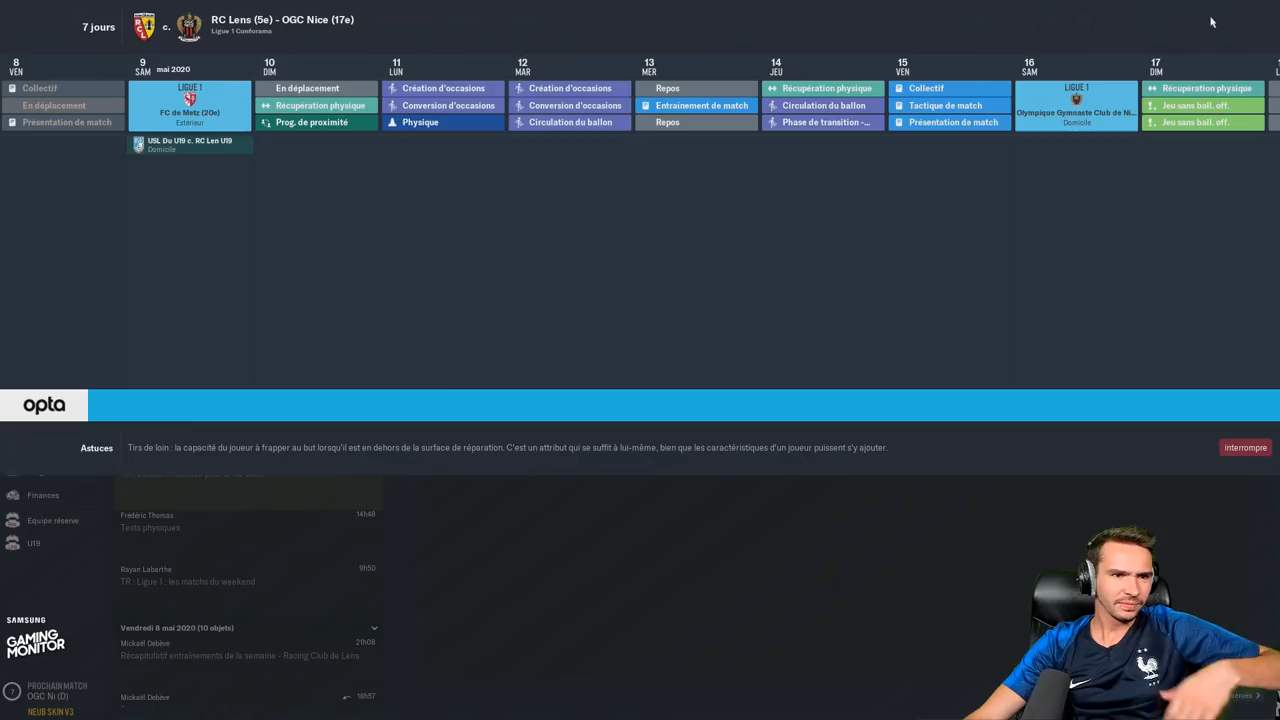 7 jours
c.
RC Lens (5e) - OGC Nice (17e)
Ligue 1 Conforama
8
VEN
9
SAM
mai 2020
10
DIM
11
LUN
12
MAR
13
MER
14
JEU
15
VEN
16
SAM
17
DIM
Collectif
En déplacement
Présentation de match
LIGUE 1
FC de Metz (20e)
Extérieur
USL Du U19 c. RC Len U19
Domicile
En déplacement
Récupération physique
Prog. de proximité
Création d'occasions
Conversion d'occasions
Physique
Création d'occasions
Conversion d'occasions
Circulation du ballon
Repos
Entraînement de match
Repos
Récupération physique
Circulation du ballon
Phase de transition -...
Collectif
Tactique de match
Présentation de match
LIGUE 1
Olympique Gymnaste Club de Ni...
Domicile
Récupération physique
Jeu sans ball. off.
Jeu sans ball. off.
opta
Astuces
Tirs de loin : la capacité du joueur à frapper au but lorsqu'il est en dehors de la surface de réparation. C'est un attribut qui se suffit à lui-même, bien que les caractéristiques d'un joueur puissent s'y ajouter.
interrompre
Finances
Equipe réserve
U19
Frédéric Thomas
14h48
Tests physiques
Rayan Labarthe
9h50
TR : Ligue 1 : les matchs du weekend
Vendredi 8 mai 2020 (10 objets)
Mickaël Debève
21h08
Récapitulatif entraînements de la semaine - Racing Club de Lens
Mickaël Debève
18h57
SAMSUNG
GAMING
MONITOR
7
PROCHAIN MATCH
OGC Ni (D)
NEUB SKIN V3